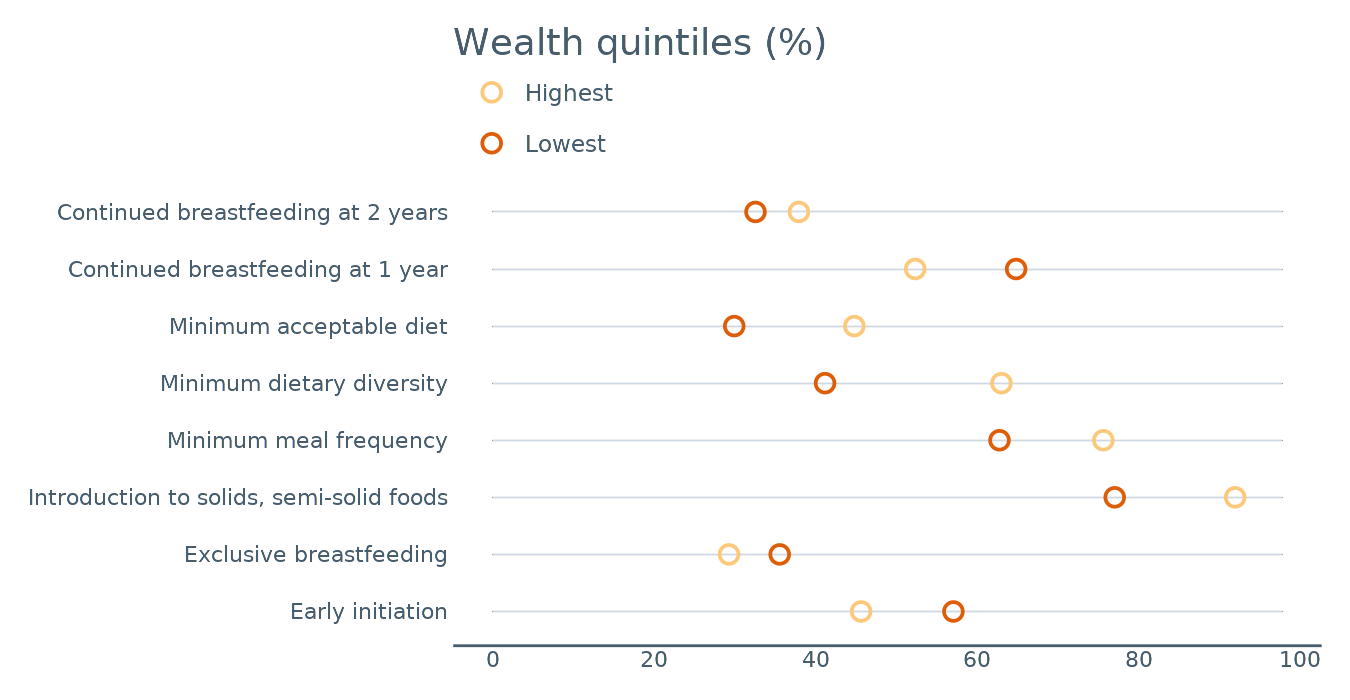 Wealth quintiles (%)
Highest
Lowest
Continued breastfeeding at 2 years
Continued breastfeeding at 1 year
Minimum acceptable diet
Minimum dietary diversity
Minimum meal frequency
Introduction to solids, semi-solid foods
Exclusive breastfeeding
Early initiation
0 20 40 60 80 100